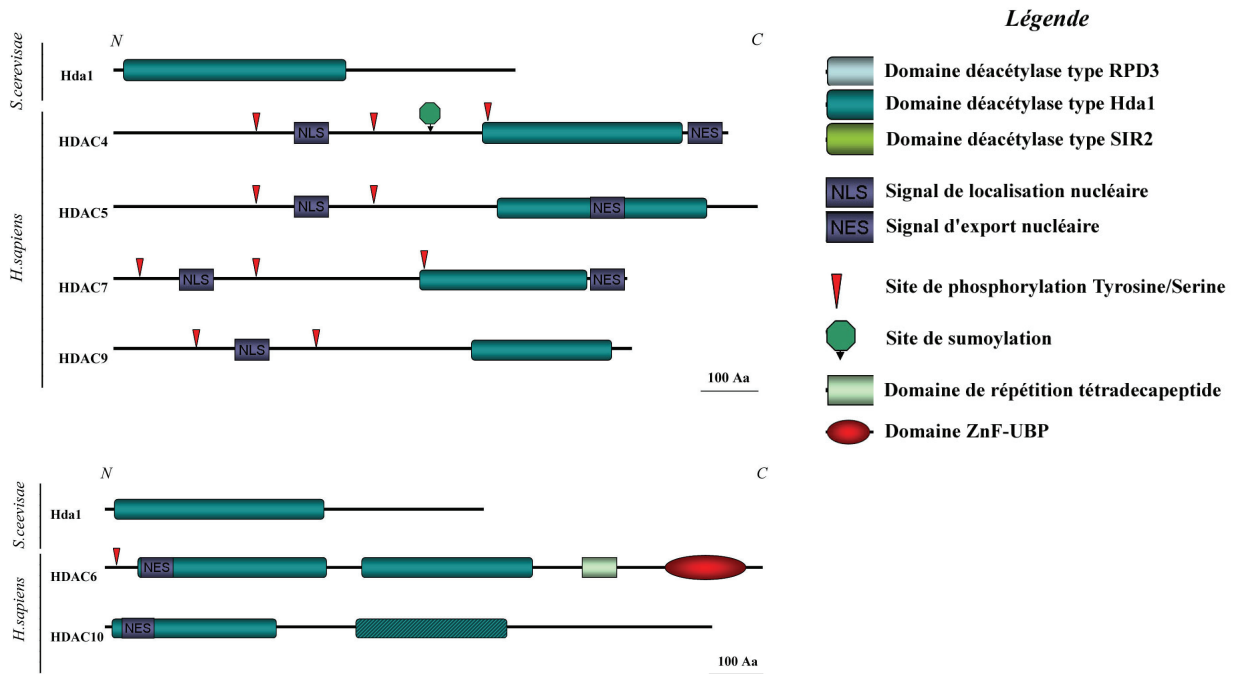 N
C
S.cerevisae
Hda1
H.sapiens
HDAC4
NLS
NES
HDAC5
NLS
NES
HDAC7
NLS
NES
HDAC9
NLS
100 Aa
N
C
S.ceevisae
Hda1
H.sapiens
HDAC6
NES
HDAC10
NES
100 Aa
Légende
Domaine déacétylase type RPD3
Domaine déacétylase type Hda1
Domaine déacétylase type SIR2
NLS Signal de localisation nucléaire
NES Signal d'export nucléaire
Site de phosphorylation Tyrosine/Serine
Site de sumoylation
Domaine de répétition tétradecapeptide
Domaine ZnF-UBP